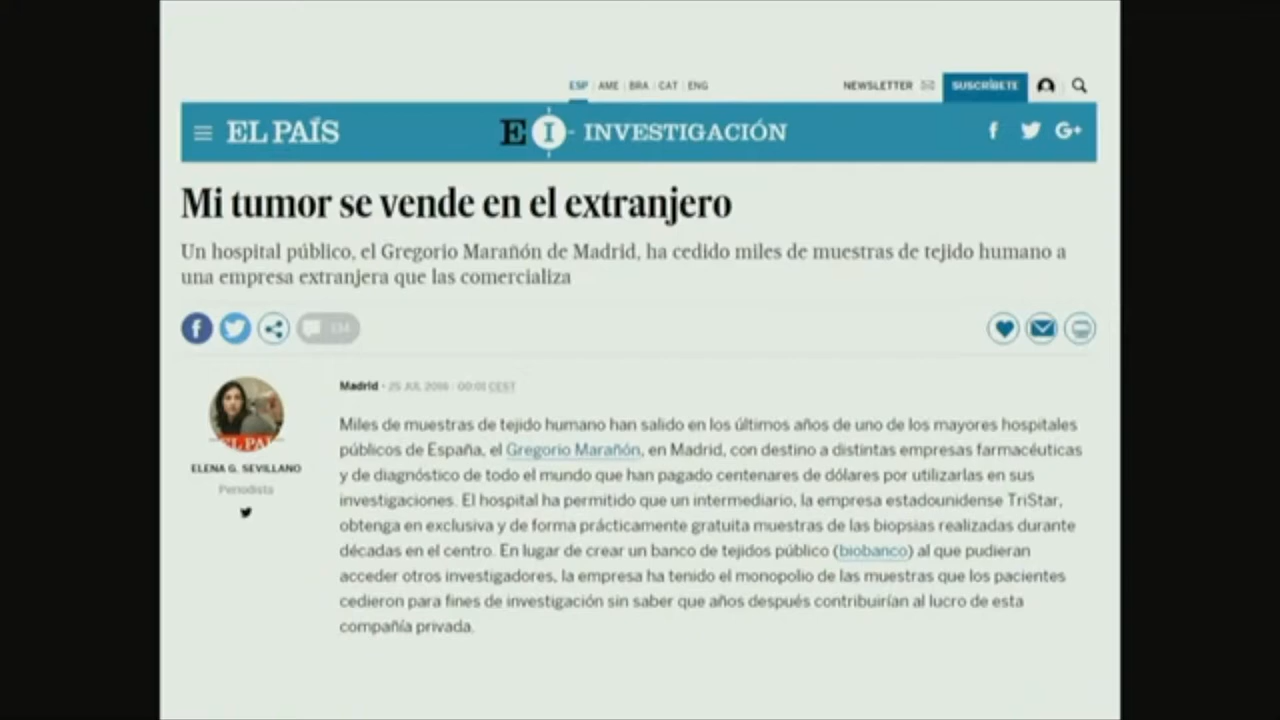 ESP | AME | BRA | CAT | ENG
NEWSLETTER
SUSCRÍBETE
EL PAÍS
EI - INVESTIGACIÓN
f G+
Mi tumor se vende en el extranjero
Un hospital público, el Gregorio Marañón de Madrid, ha cedido miles de muestras de tejido humano a
una empresa extranjera que las comercializa
f
EL PAÍ
ELENA G. SEVILLANO
Periodista
Madrid - 25 JUL 2016 - 00:01 CEST
Miles de muestras de tejido humano han salido en los últimos años de uno de los mayores hospitales
públicos de España, el Gregorio Marañón, en Madrid, con destino a distintas empresas farmacéuticas
y de diagnóstico de todo el mundo que han pagado centenares de dólares por utilizarlas en sus
investigaciones. El hospital ha permitido que un intermediario, la empresa estadounidense TriStar,
obtenga en exclusiva y de forma prácticamente gratuita muestras de las biopsias realizadas durante
décadas en el centro. En lugar de crear un banco de tejidos público (biobanco) al que pudieran
acceder otros investigadores, la empresa ha tenido el monopolio de las muestras que los pacientes
cedieron para fines de investigación sin saber que años después contribuirían al lucro de esta
compañía privada.